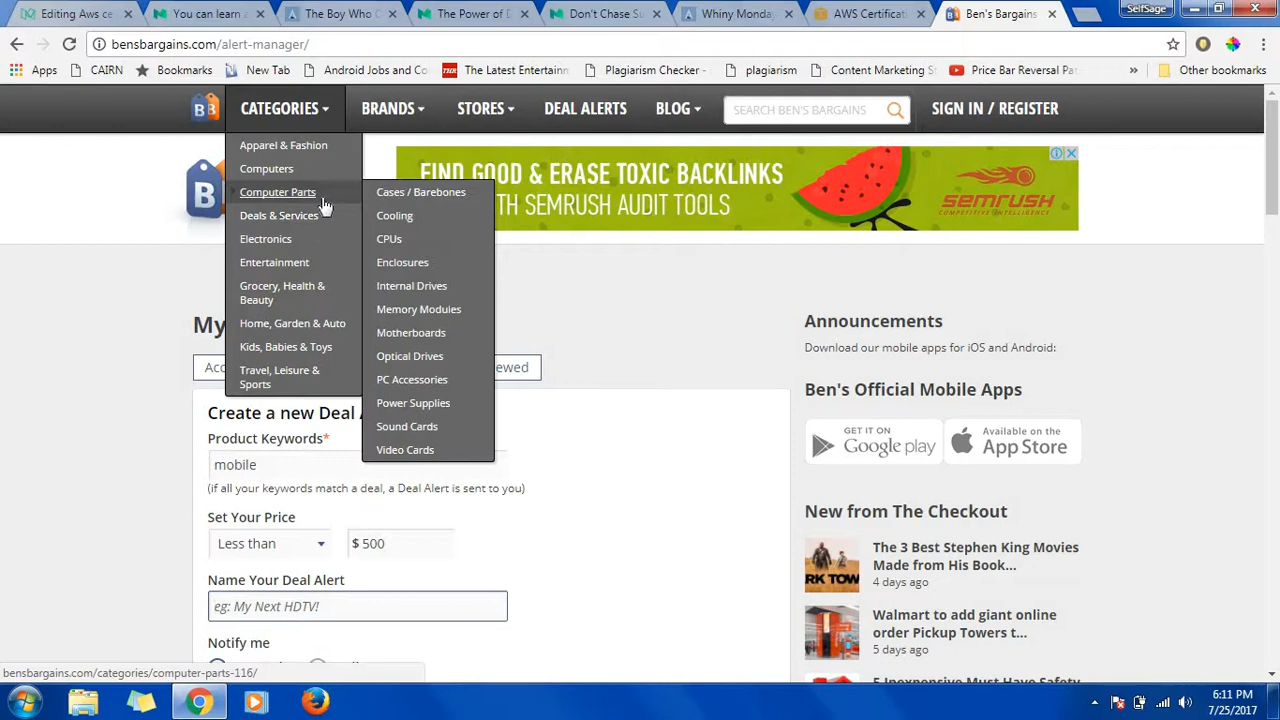 Editing Aws ce
You can learn
The Boy Who C
The Power of
Don't Chase Su
Whiny Monday
AWS Certificati
Ben's Bargains
SelfSage
bensbargains.com/alert-manager/
Apps
CAIRN
Bookmarks
New Tab
Android Jobs and Co
The Latest Entertain
Plagiarism Checker -
plagiarism
Content Marketing S
Price Bar Reversal Pat
Other bookmarks
CATEGORIES
BRANDS
STORES
DEAL ALERTS
BLOG
SEARCH BEN'S BARGAINS
SIGN IN / REGISTER
Apparel & Fashion
Computers
Computer Parts
Deals & Services
Electronics
Entertainment
Grocery, Health &
Beauty
Home, Garden & Auto
Kids, Babies & Toys
Travel, Leisure &
Sports
Cases / Barebones
Cooling
CPUs
Enclosures
Internal Drives
Memory Modules
Motherboards
Optical Drives
PC Accessories
Power Supplies
Sound Cards
Video Cards
B
FIND GOOD & ERASE TOXIC BACKLINKS
TH SEMRUSH AUDIT TOOLS
SEMRUSH
COMPETITIVE INTELLIGENCE
My
Acc
ewed
Create a new Deal A
Product Keywords*
mobile
(if all your keywords match a deal, a Deal Alert is sent to you)
Set Your Price
Less than
$ 500
Name Your Deal Alert
eg: My Next HDTV!
Notify me
Announcements
Download our mobile apps for iOS and Android:
Ben's Official Mobile Apps
GET IT ON
Google play
Available on the
App Store
New from The Checkout
The 3 Best Stephen King Movies
Made from His Book...
4 days ago
RK TOW
Walmart to add giant online
order Pickup Towers t...
5 days ago
5 Inexpensive Must Have Safety
bensbargains.com/categories/computer-parts-116/
6:11 PM
7/25/2017